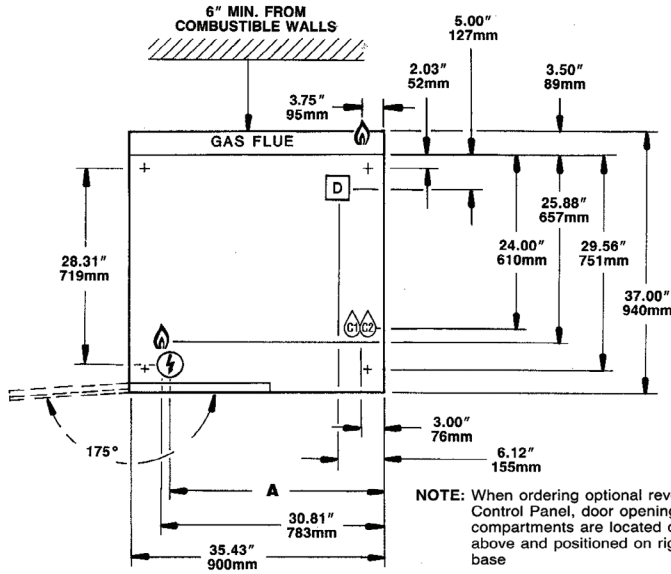 6″ MIN. FROM
COMBUSTIBLE WALLS
5.00″
127mm
2.03″
52mm
3.50″
89mm
3.75″
95mm
GAS FLUE
D
28.31″
719mm
25.88″
657mm
24.00″
610mm
29.56″
751mm
37.00″
940mm
C1 C2
175°
3.00″
76mm
6.12″
155mm
A
30.81″
783mm
35.43″
900mm
NOTE: When ordering optional rev
Control Panel, door opening
compartments are located o
above and positioned on rig
base